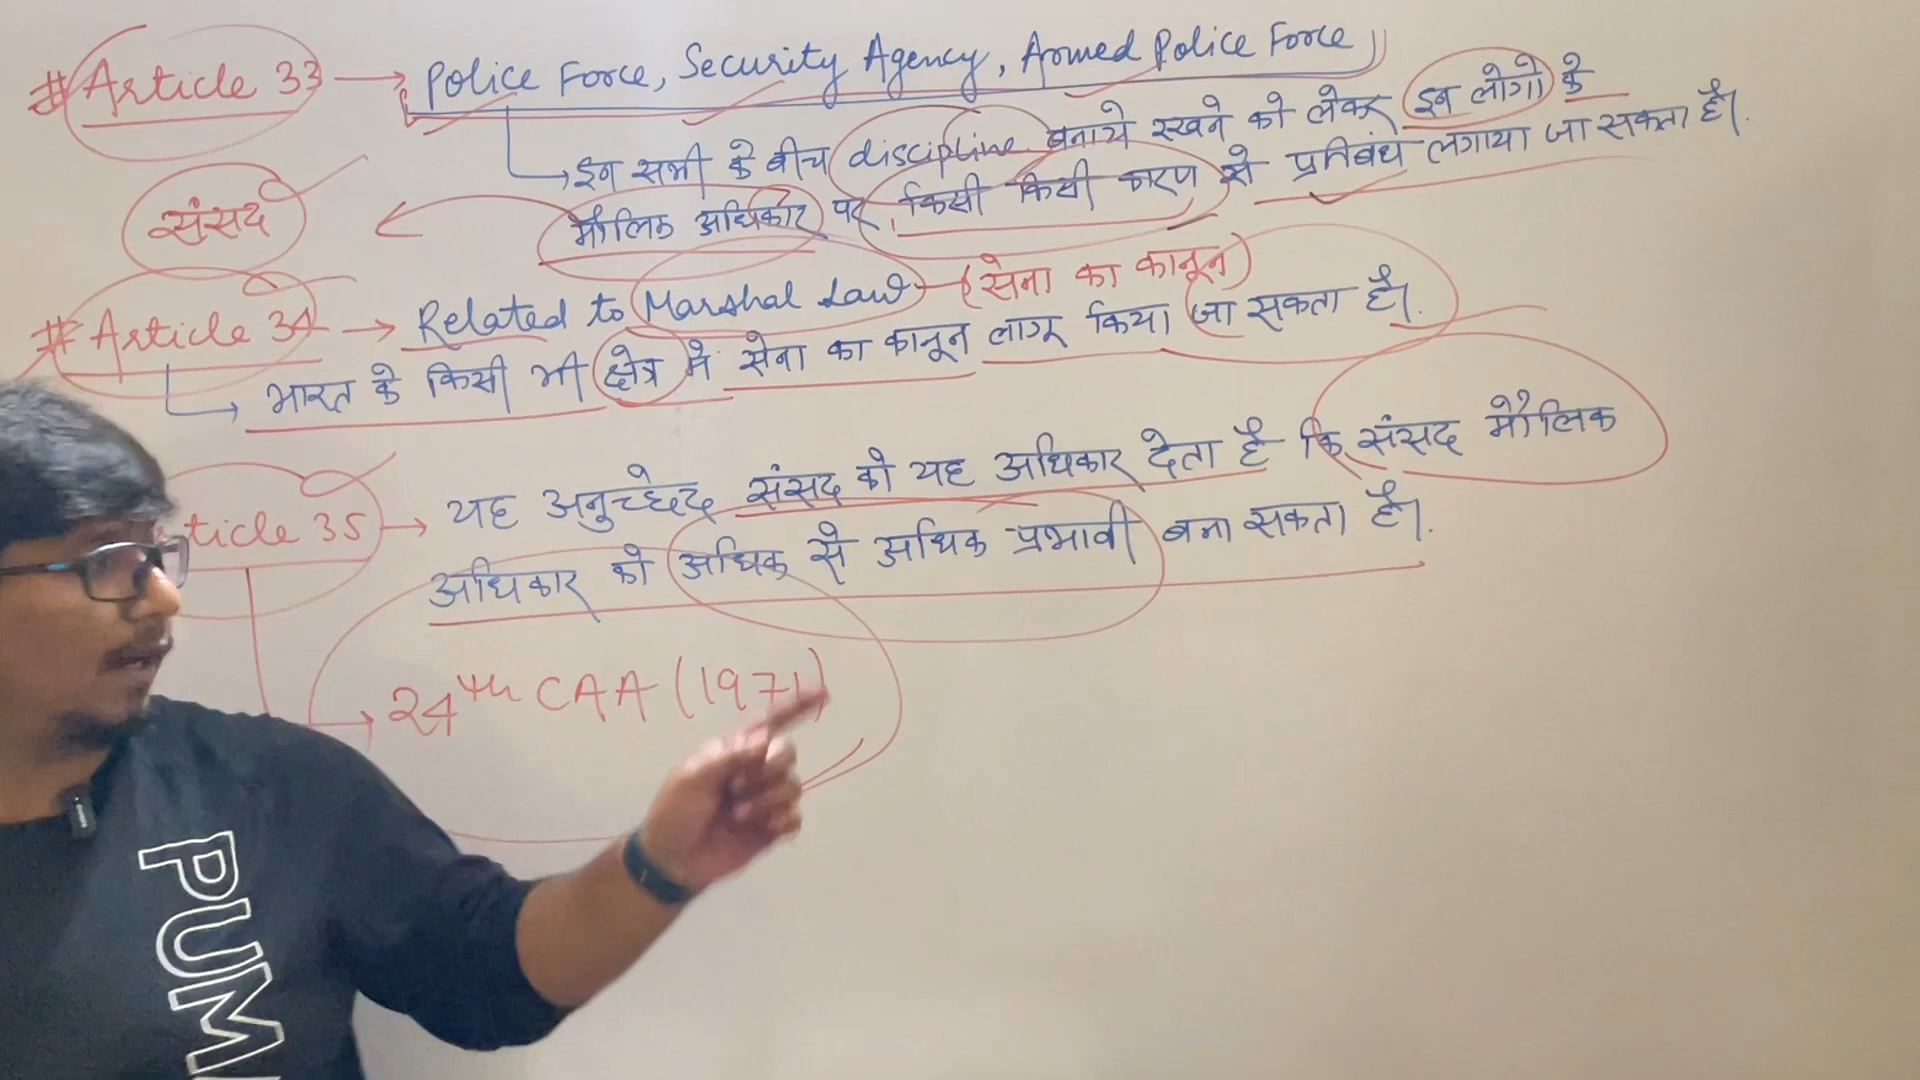 #Article 33 → Police Force, Security Agency, Armed Police Force
इन सभी के बीच discipline बनाये रखने को लेकर इन लोगो के
मौलिक अधिकार पर किसी किसी कारण से प्रतिबंध लगाया जा सकता है।
संसद
#Article 34 → Related to Marshal Law (सेना का कानून)
भारत के किसी भी क्षेत्र मे सेना का कानून लागू किया जा सकता है।
ticle 35 → यह अनुच्छेद संसद को यह अधिकार देता है कि संसद मौलिक
अधिकार को अधिक से अधिक प्रभावी बना सकता है।
→ 24th CAA (1971)
PUM